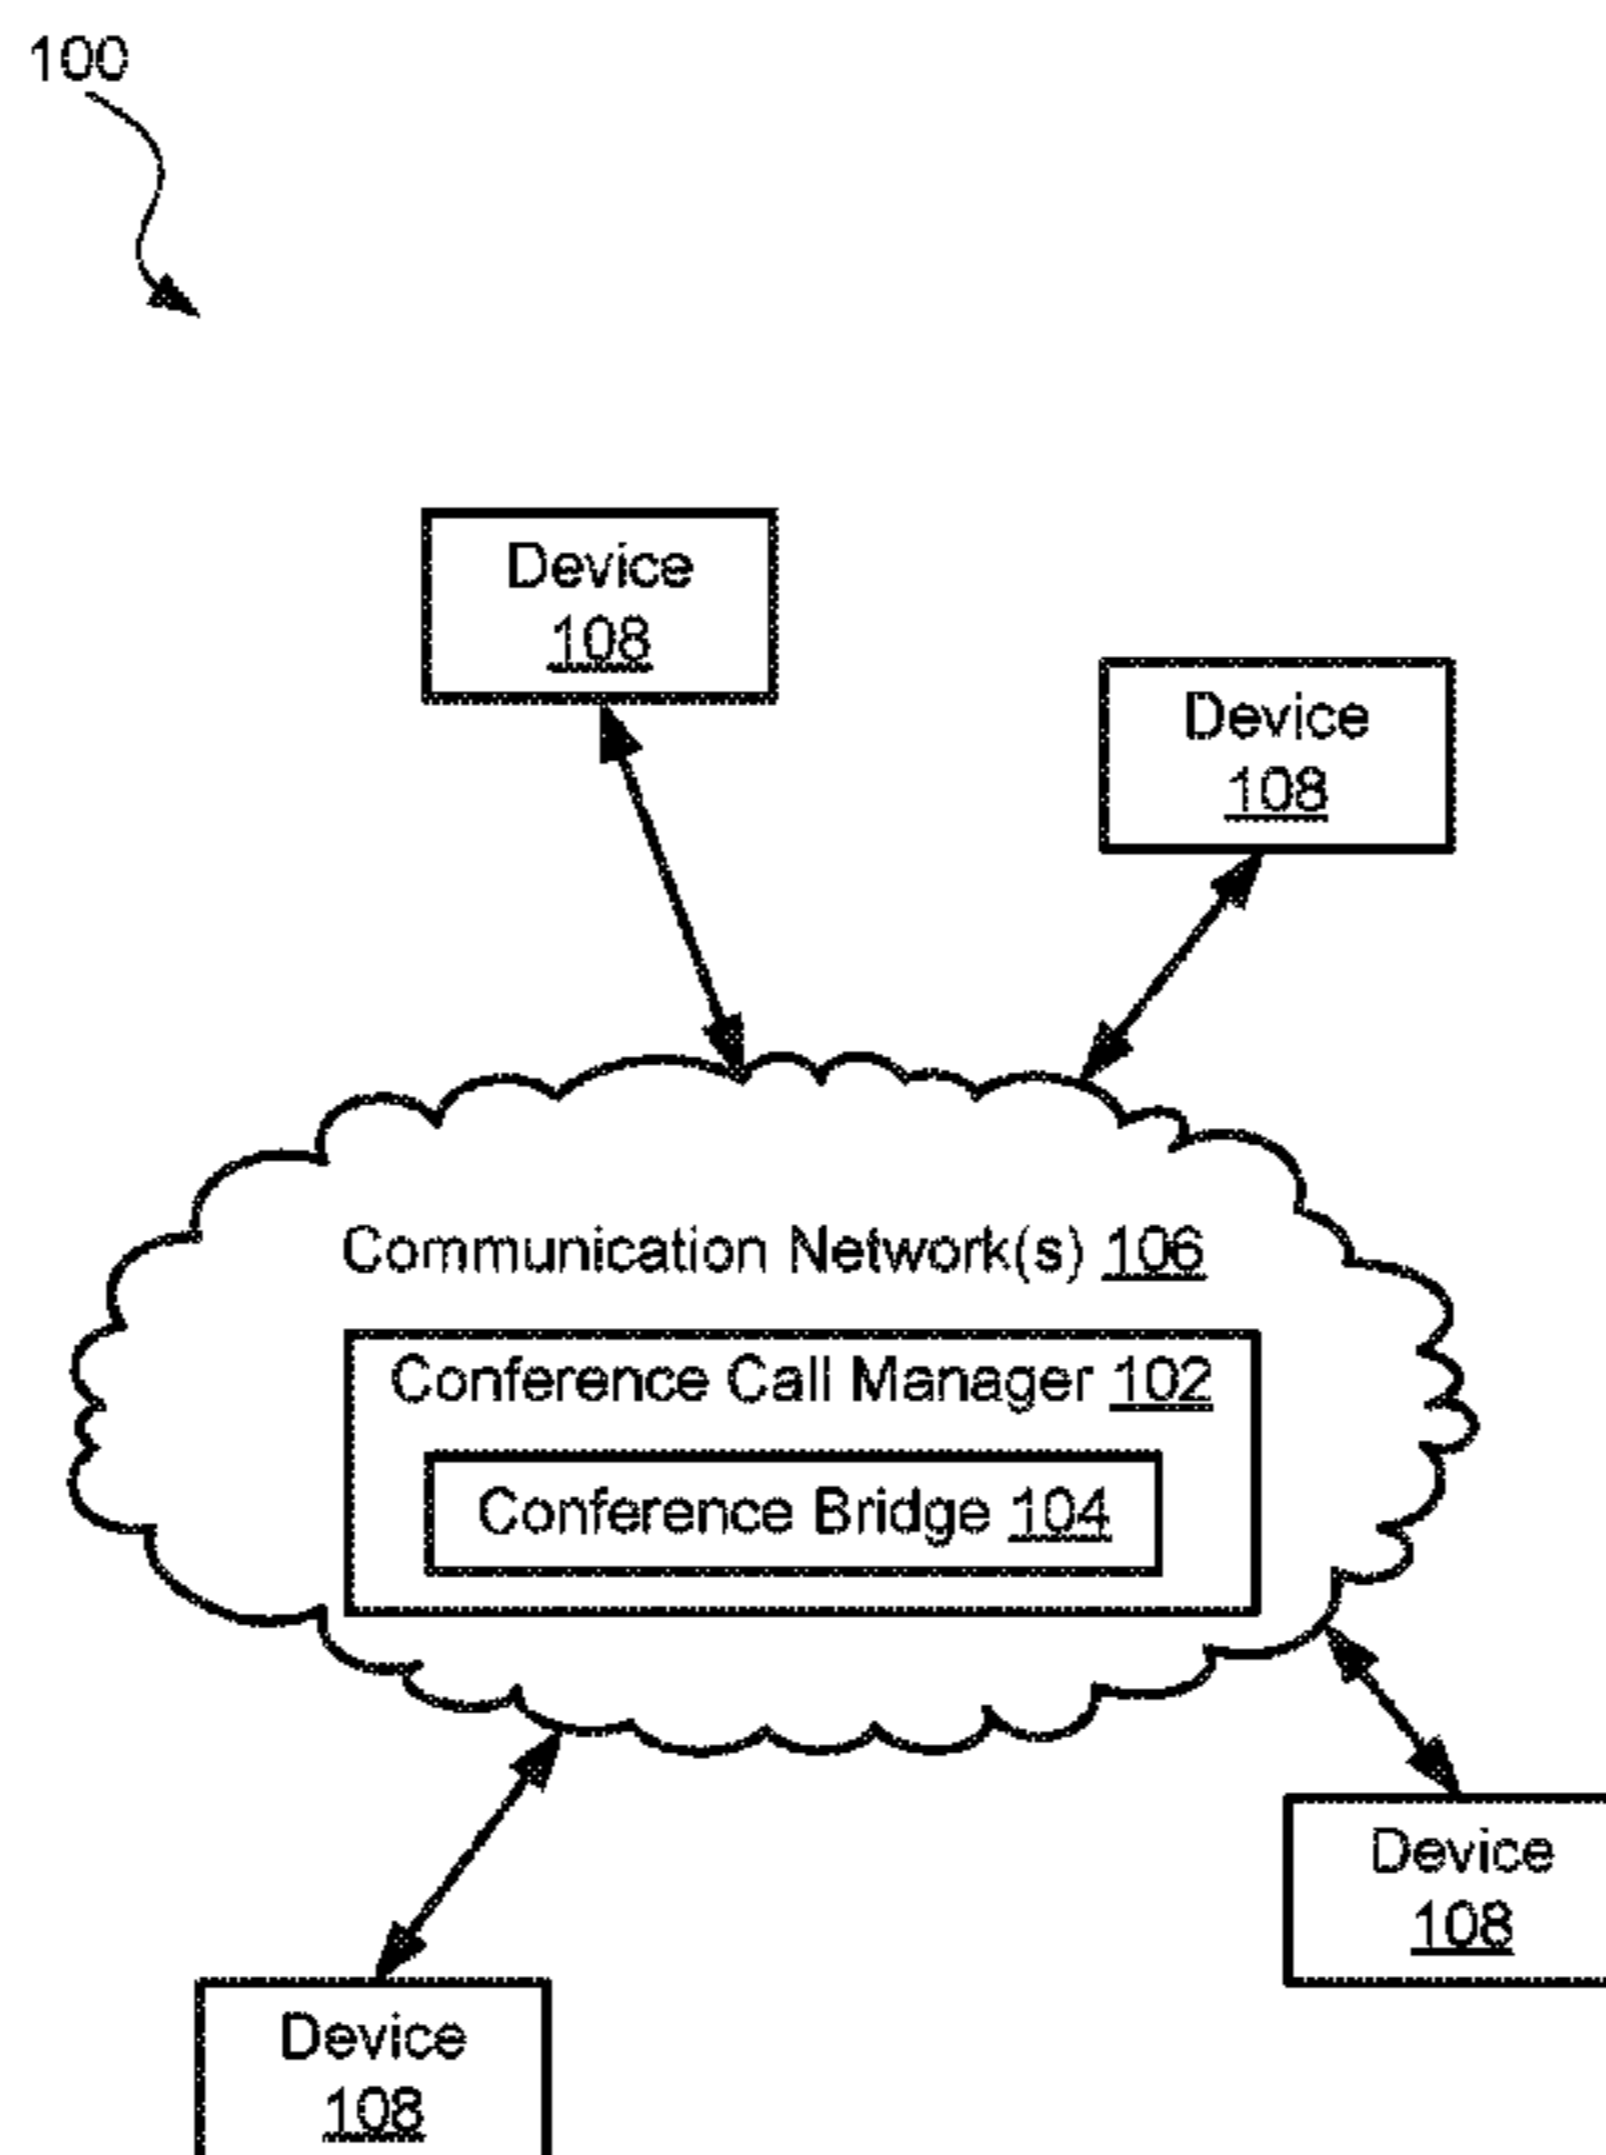 100
Device
108
Device
108
Communication Network(s) 106
Conference Call Manager 102
Conference Bridge 104
Device
108
Device
108